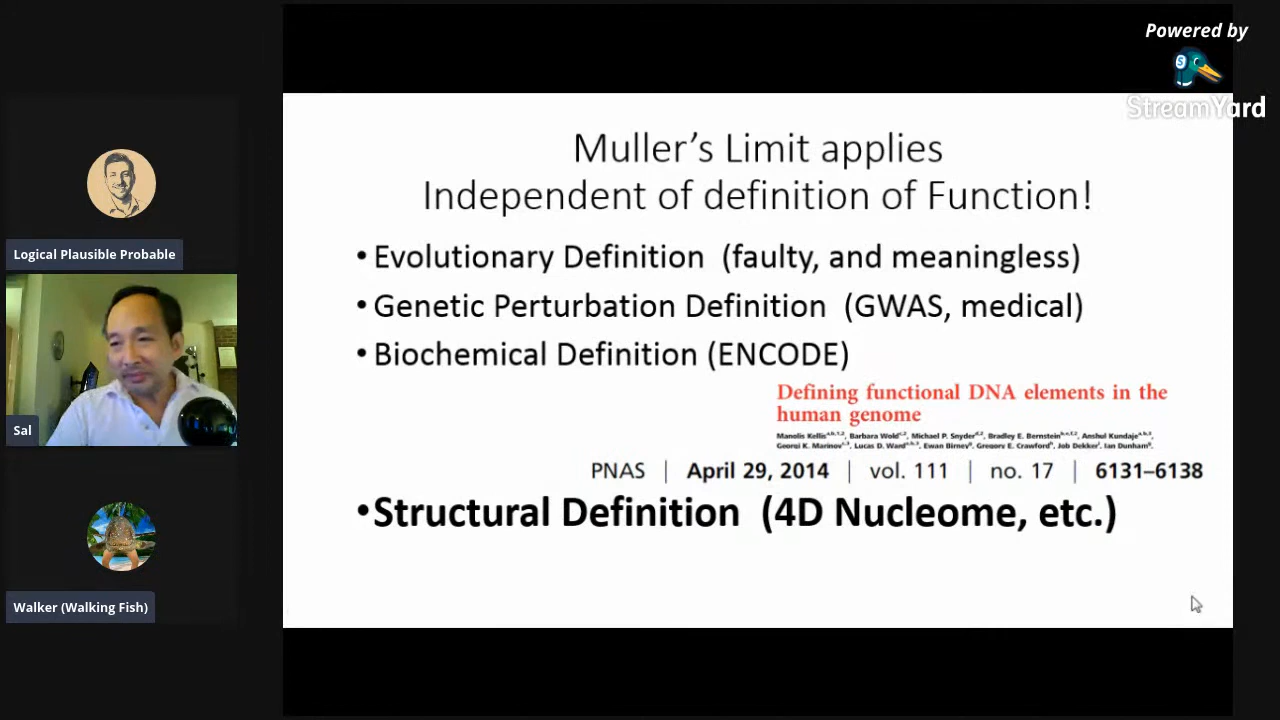 Powered by
StreamYard
Logical Plausible Probable
Sal
Walker (Walking Fish)
Muller's Limit applies
Independent of definition of Function!
•Evolutionary Definition (faulty, and meaningless)
•Genetic Perturbation Definition (GWAS, medical)
•Biochemical Definition (ENCODE)
Defining functional DNA elements in the
human genome
Manolis Kellis, Barbara Wold, Michael P. Snyder, Bradley E. Bernstein, Anshul Kundaje,
Georgi K. Marinov, Lucas D. Ward, Ewan Birney, Gregory E. Crawford, Job Dekker, Ian Dunham,
PNAS | April 29, 2014 | vol. 111 | no. 17 | 6131–6138
•Structural Definition (4D Nucleome, etc.)